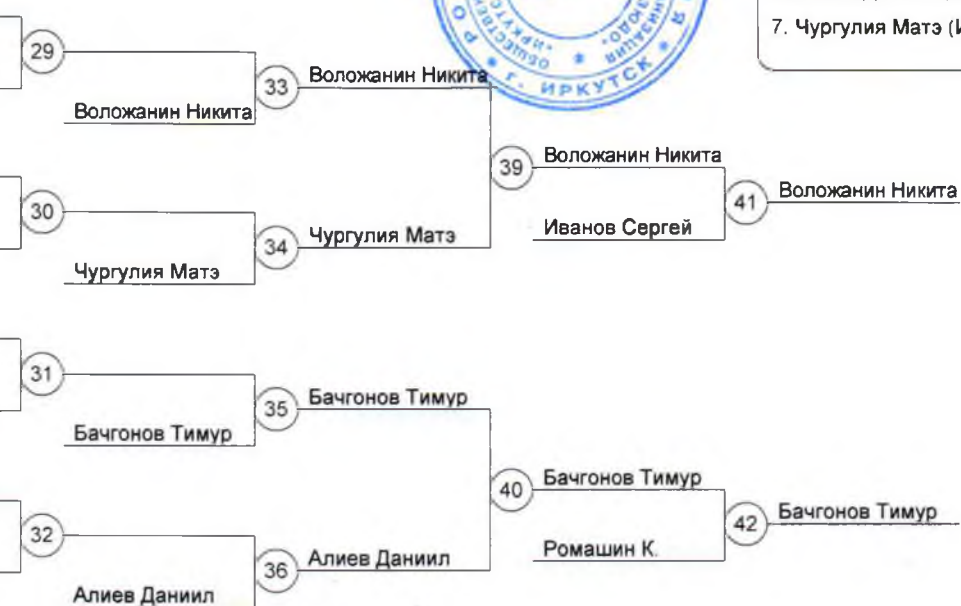 7. Чургулия Матэ (И
г. ИРКУТСК
29
33
Воложанин Никита
Воложанин Никита
39
Воложанин Никита
41
Воложанин Никита
30
34
Чургулия Матэ
Иванов Сергей
Чургулия Матэ
31
35
Бачгонов Тимур
Бачгонов Тимур
40
Бачгонов Тимур
42
Бачгонов Тимур
32
36
Алиев Даниил
Ромашин К.
Алиев Даниил